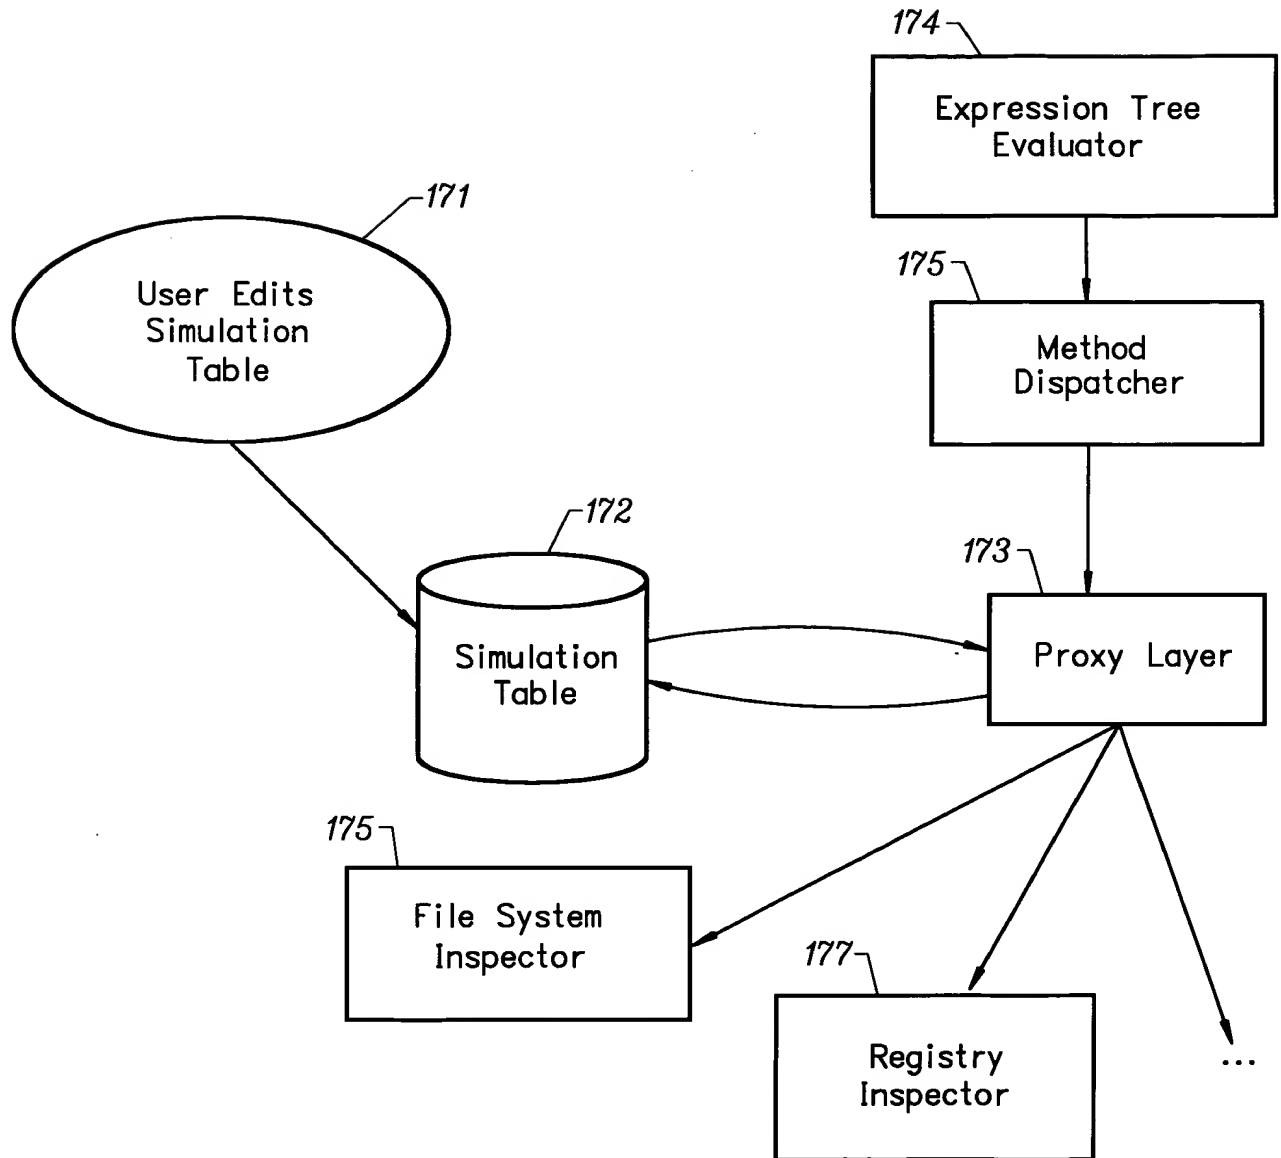 174
Expression Tree
Evaluator
171
User Edits
Simulation
Table
175
Method
Dispatcher
172
Simulation
Table
173
Proxy Layer
175
File System
Inspector
177
Registry
Inspector
...